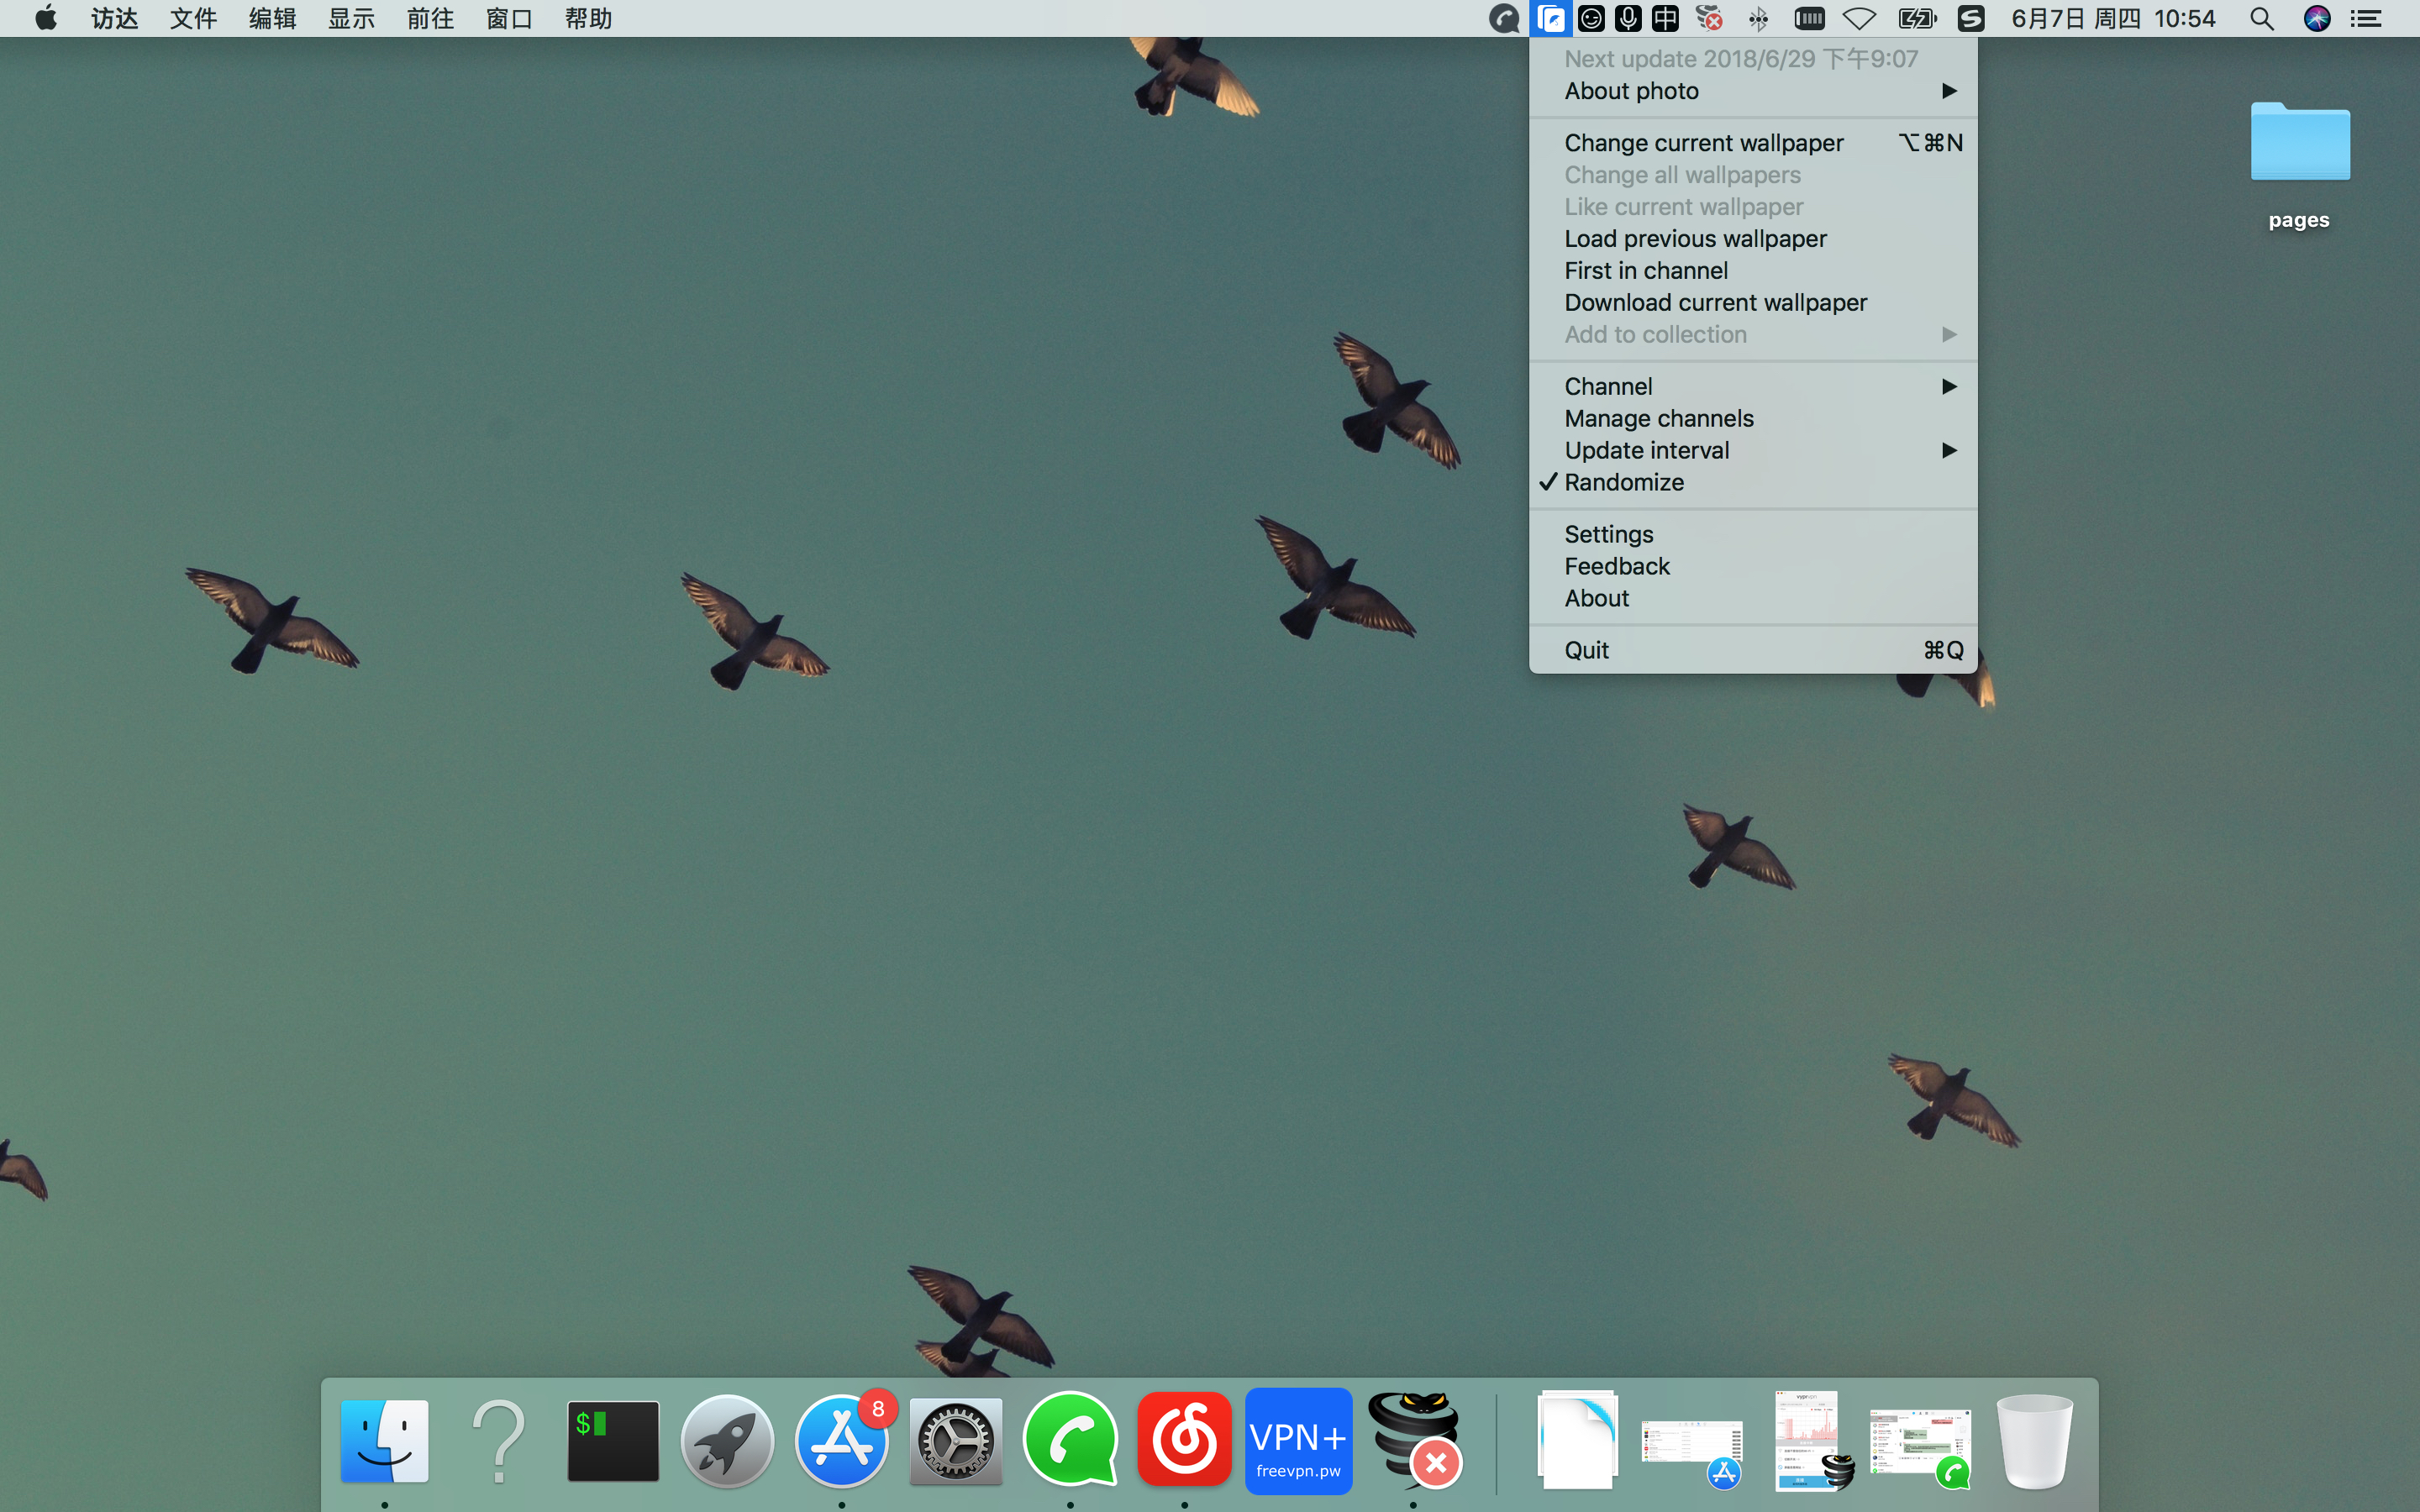 访达 文件 编辑 显示 前往 窗口 帮助 中 6月7日 周四 10:54
Next update 2018/6/29 下午9:07
About photo
Change current wallpaper ⌥⌘N
Change all wallpapers
Like current wallpaper
Load previous wallpaper
First in channel
Download current wallpaper
Add to collection
Channel
Manage channels
Update interval
✓ Randomize
Settings
Feedback
About
Quit ⌘Q
pages
$
8
VPN+
freevpn.pw
vyprvpn